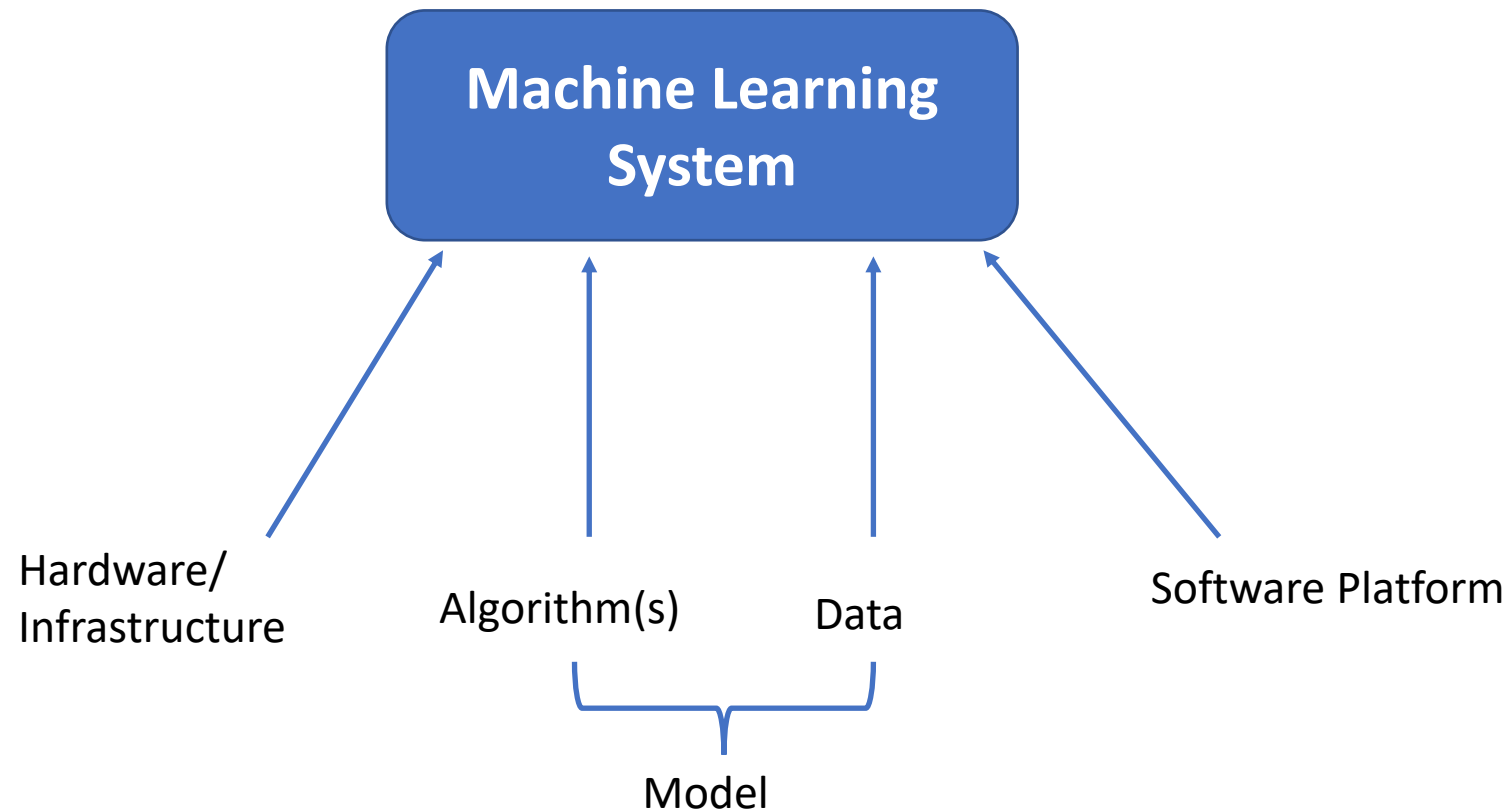 Machine Learning
System
Hardware/
Infrastructure
Algorithm(s)
Data
Software Platform
Model